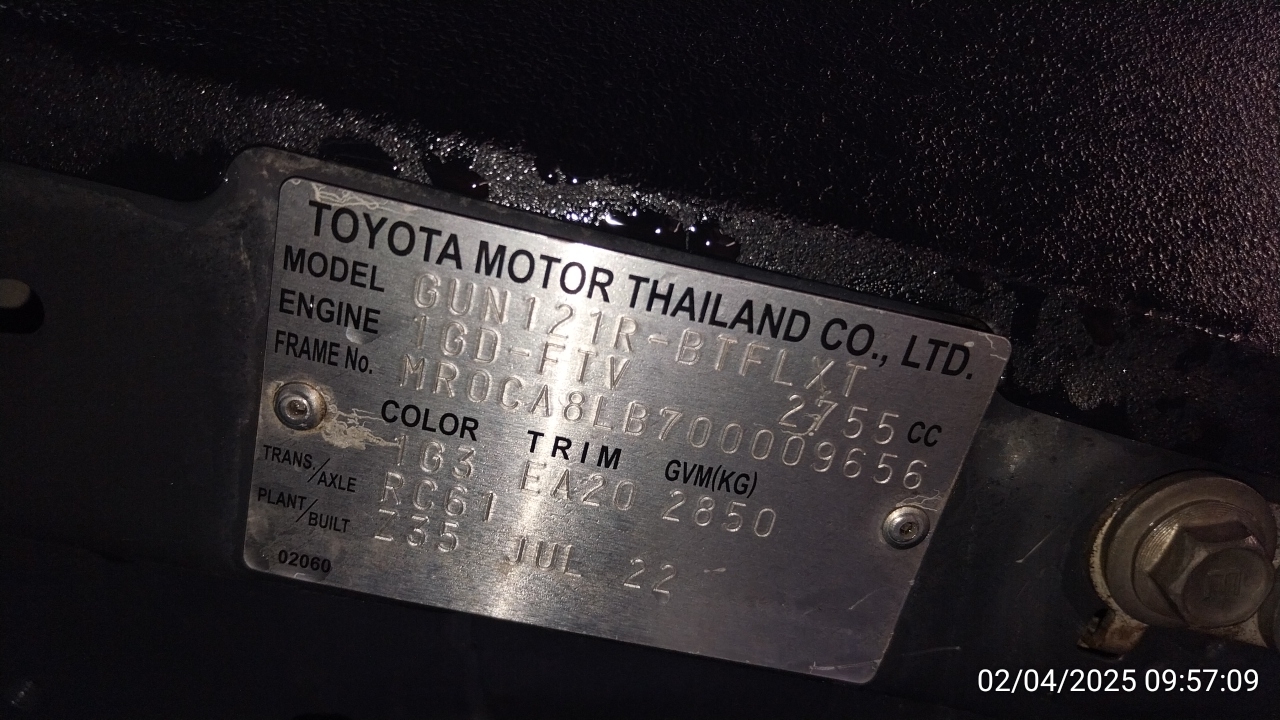 TOYOTA MOTOR THAILAND CO., LTD.
MODEL GUN121R-BTFLXT
ENGINE 1GD-FTV 2755 CC
FRAME No. MR0CA8LB700009656
COLOR TRIM GVM(KG)
1G3 EA20 2850
TRANS./AXLE RC61
PLANT/BUILT Z35 JUL 22
02060
02/04/2025 09:57:09